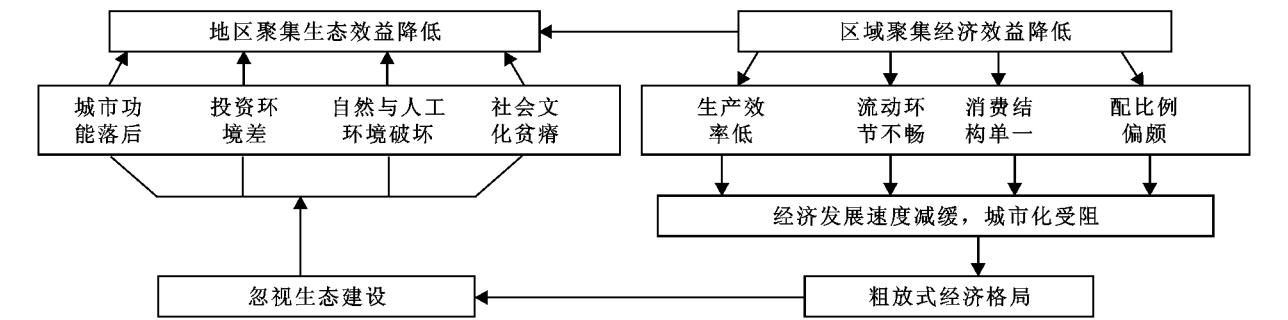 地区聚集生态效益降低
区域聚集经济效益降低
城市功
能落后
投资环
境差
自然与人工
环境破坏
社会文
化贫瘠
生产效
率低
流动环
节不畅
消费结
构单一
配比例
偏颇
经济发展速度减缓，城市化受阻
忽视生态建设
粗放式经济格局